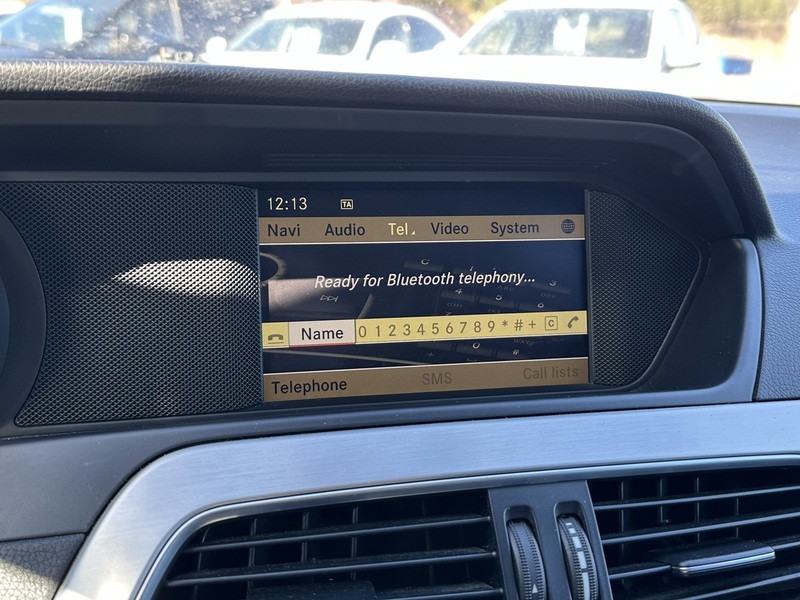 12:13 TA
Navi Audio Tel Video System
Ready for Bluetooth telephony...
Name 0 1 2 3 4 5 6 7 8 9 * # + C
Telephone SMS Call lists